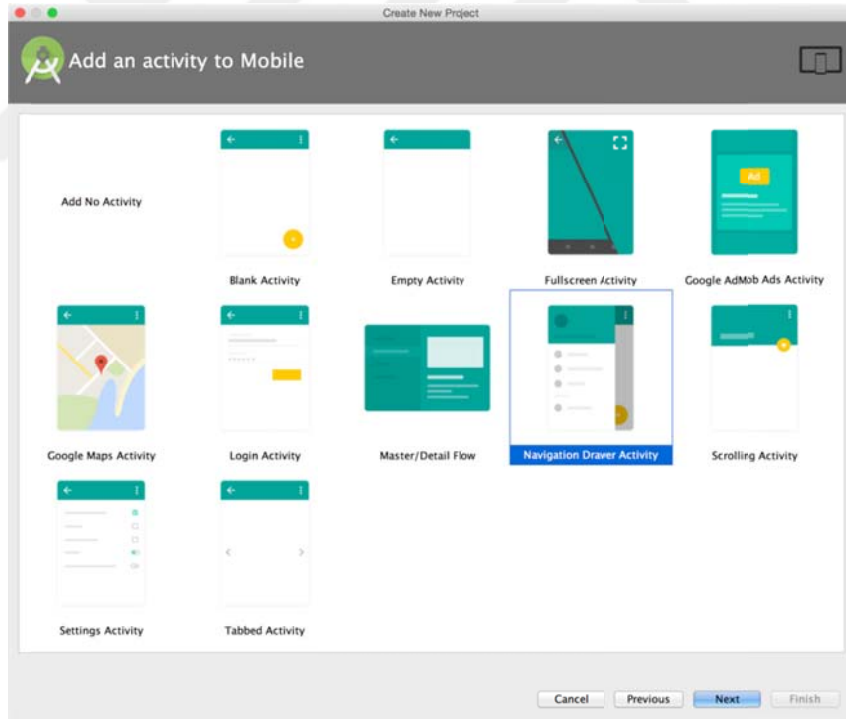 Create New Project
Add an activity to Mobile
Add No Activity
Blank Activity
Empty Activity
Fullscreen Activity
Google AdMob Ads Activity
Ad
Google Maps Activity
Login Activity
Master/Detail Flow
Navigation Drawer Activity
Scrolling Activity
Settings Activity
Tabbed Activity
Cancel
Previous
Next
Finish